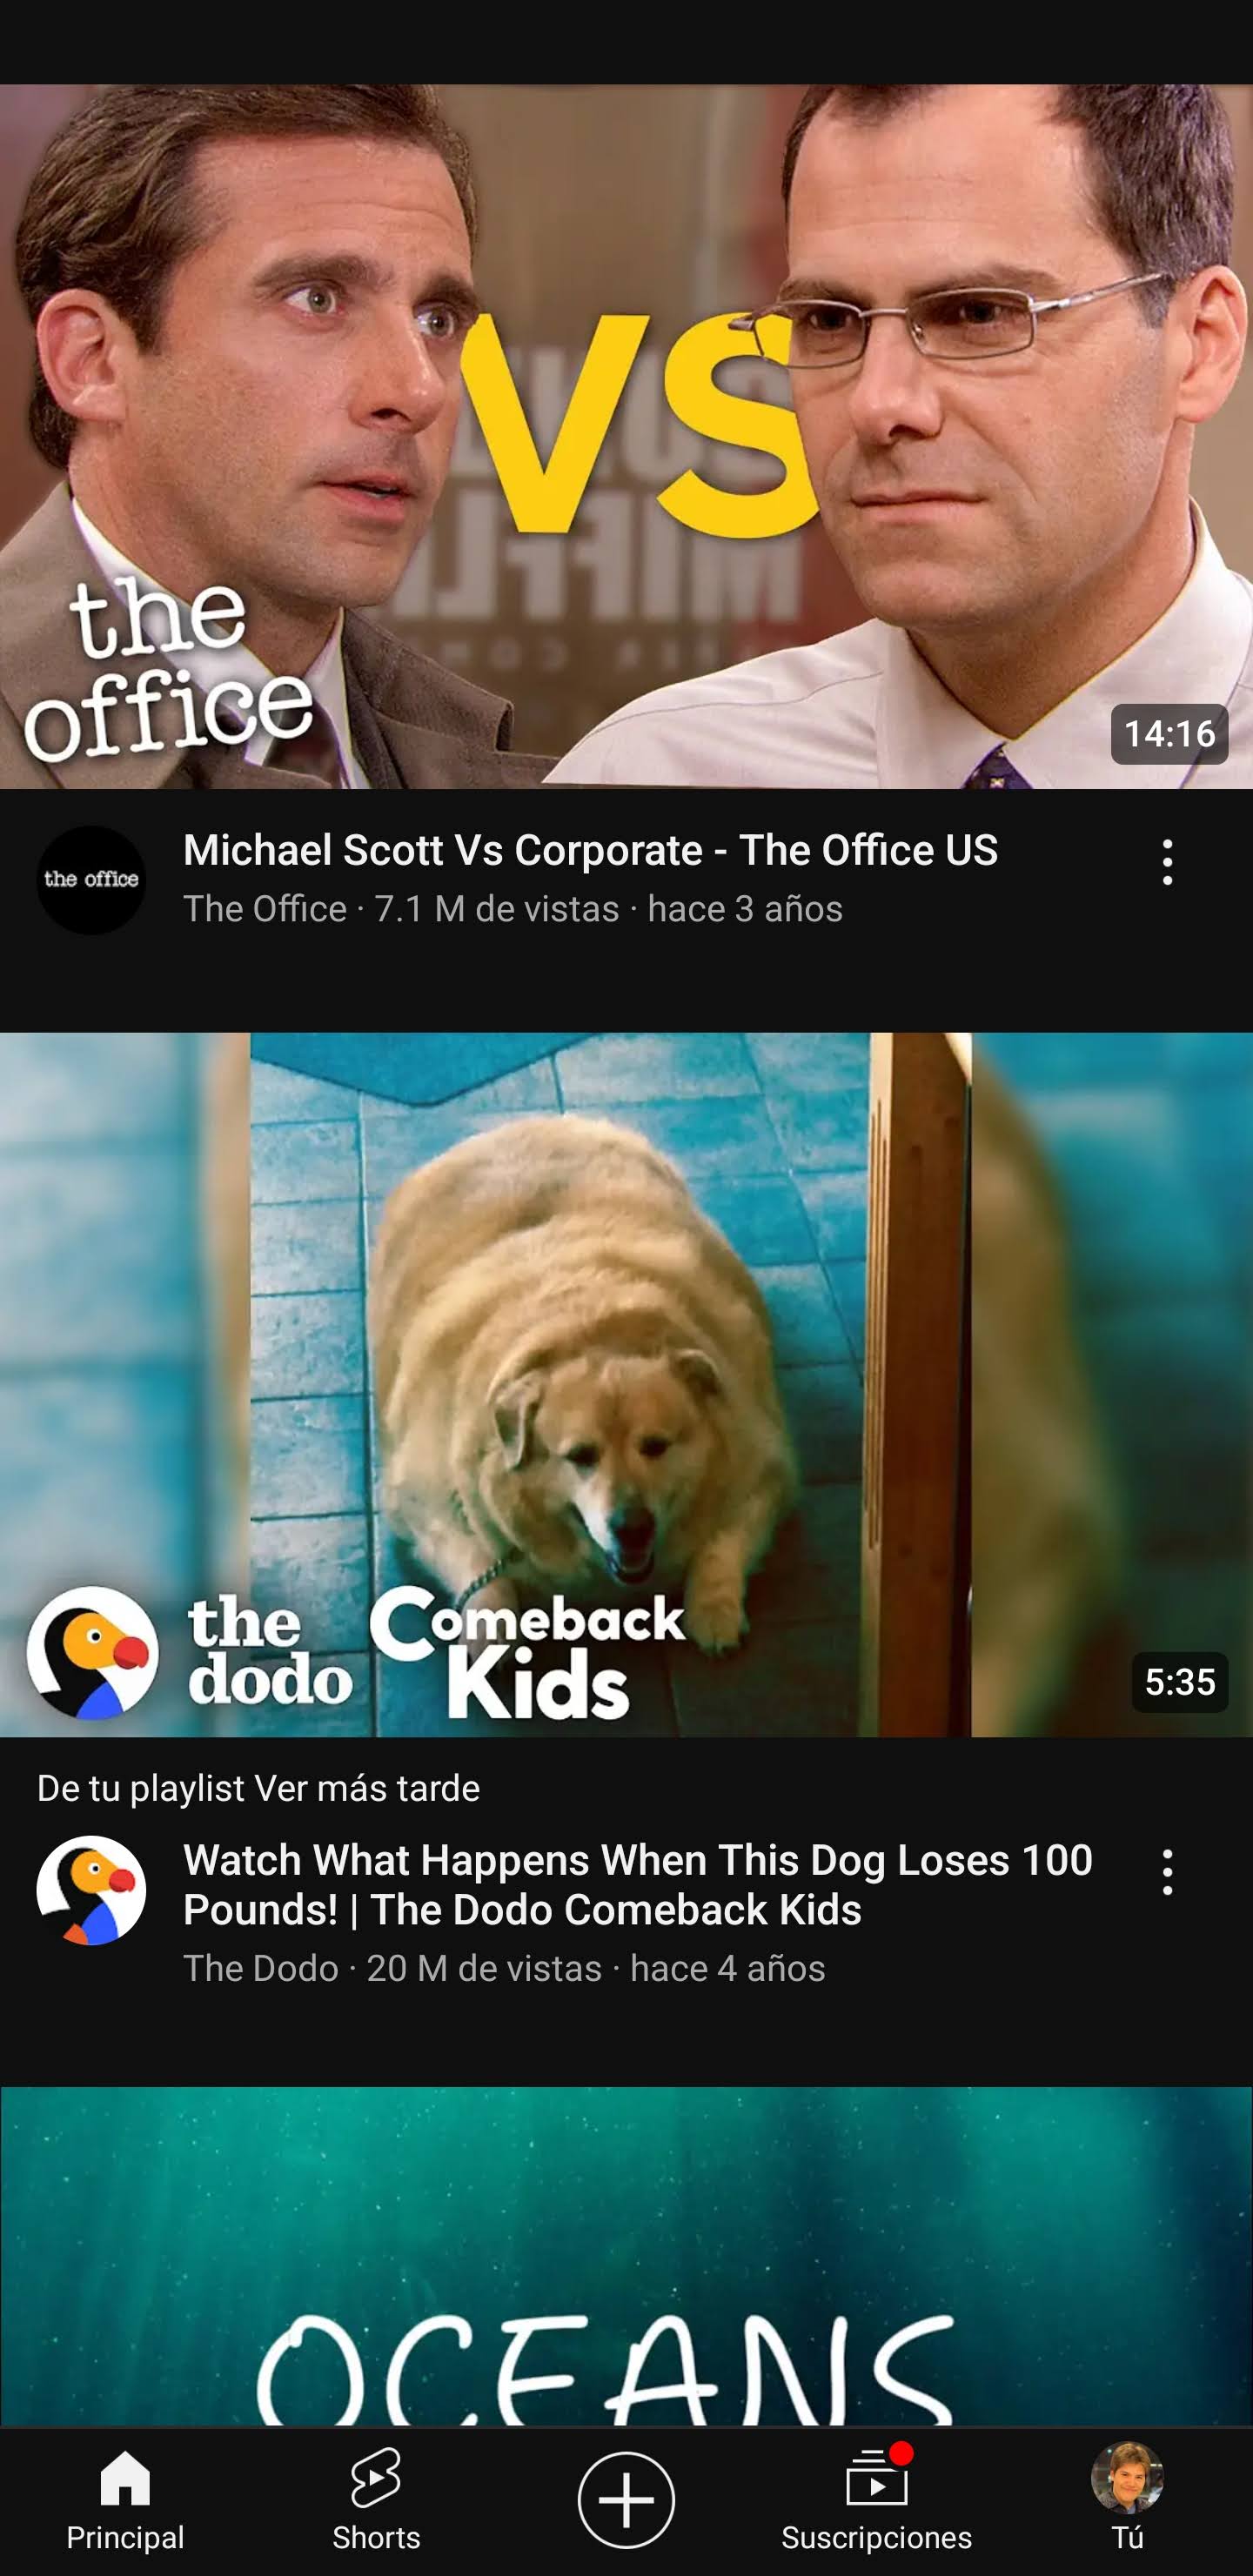 VS
the
office
14:16
the office
Michael Scott Vs Corporate - The Office US
The Office · 7.1 M de vistas · hace 3 años
the
dodo
Comeback
Kids
5:35
De tu playlist Ver más tarde
Watch What Happens When This Dog Loses 100
Pounds! | The Dodo Comeback Kids
The Dodo · 20 M de vistas · hace 4 años
OCEANS
Principal
Shorts
Suscripciones
Tú